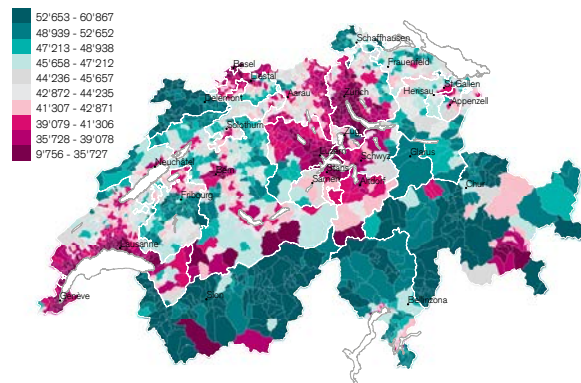 52'653 - 60'867
48'939 - 52'652
47'213 - 48'938
45'658 - 47'212
44'236 - 45'657
42'872 - 44'235
41'307 - 42'871
39'079 - 41'306
35'728 - 39'078
9'756 - 35'727
Schaffhausen
Frauenfeld
Basel
Liestal
St.Gallen
Herisau
Appenzell
Delémont
Aarau
Zürich
Solothurn
Zug
Luzern
Neuchâtel
Schwyz
Glarus
Bern
Stans
Sarnen
Altdorf
Chur
Fribourg
Lausanne
Sion
Genève
Bellinzona